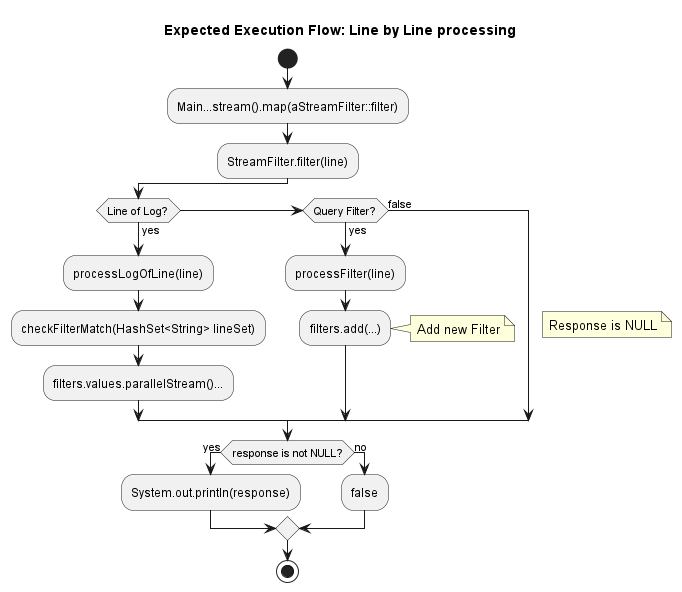 Expected Execution Flow: Line by Line processing
Main...stream().map(aStreamFilter::filter)
StreamFilter.filter(line)
Line of Log?
Query Filter?
false
yes
yes
processLogOfLine(line)
processFilter(line)
checkFilterMatch(HashSet<String> lineSet)
filters.add(...)
Add new Filter
Response is NULL
filters.values.parallelStream()...
yes
response is not NULL?
no
System.out.println(response)
false